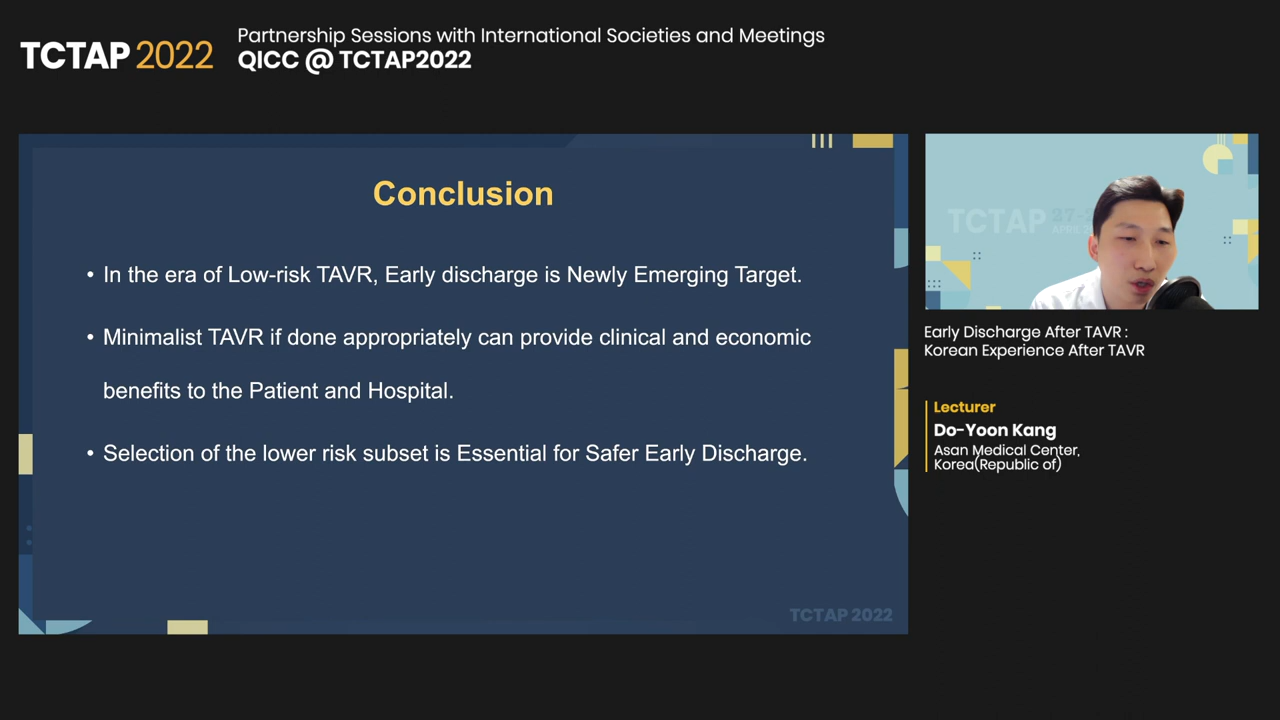 TCTAP 2022
Partnership Sessions with International Societies and Meetings
QICC @ TCTAP2022
Conclusion
• In the era of Low-risk TAVR, Early discharge is Newly Emerging Target.
• Minimalist TAVR if done appropriately can provide clinical and economic
benefits to the Patient and Hospital.
• Selection of the lower risk subset is Essential for Safer Early Discharge.
TCTAP 2022
TCTAP
Early Discharge After TAVR :
Korean Experience After TAVR
Lecturer
Do-Yoon Kang
Asan Medical Center,
Korea(Republic of)